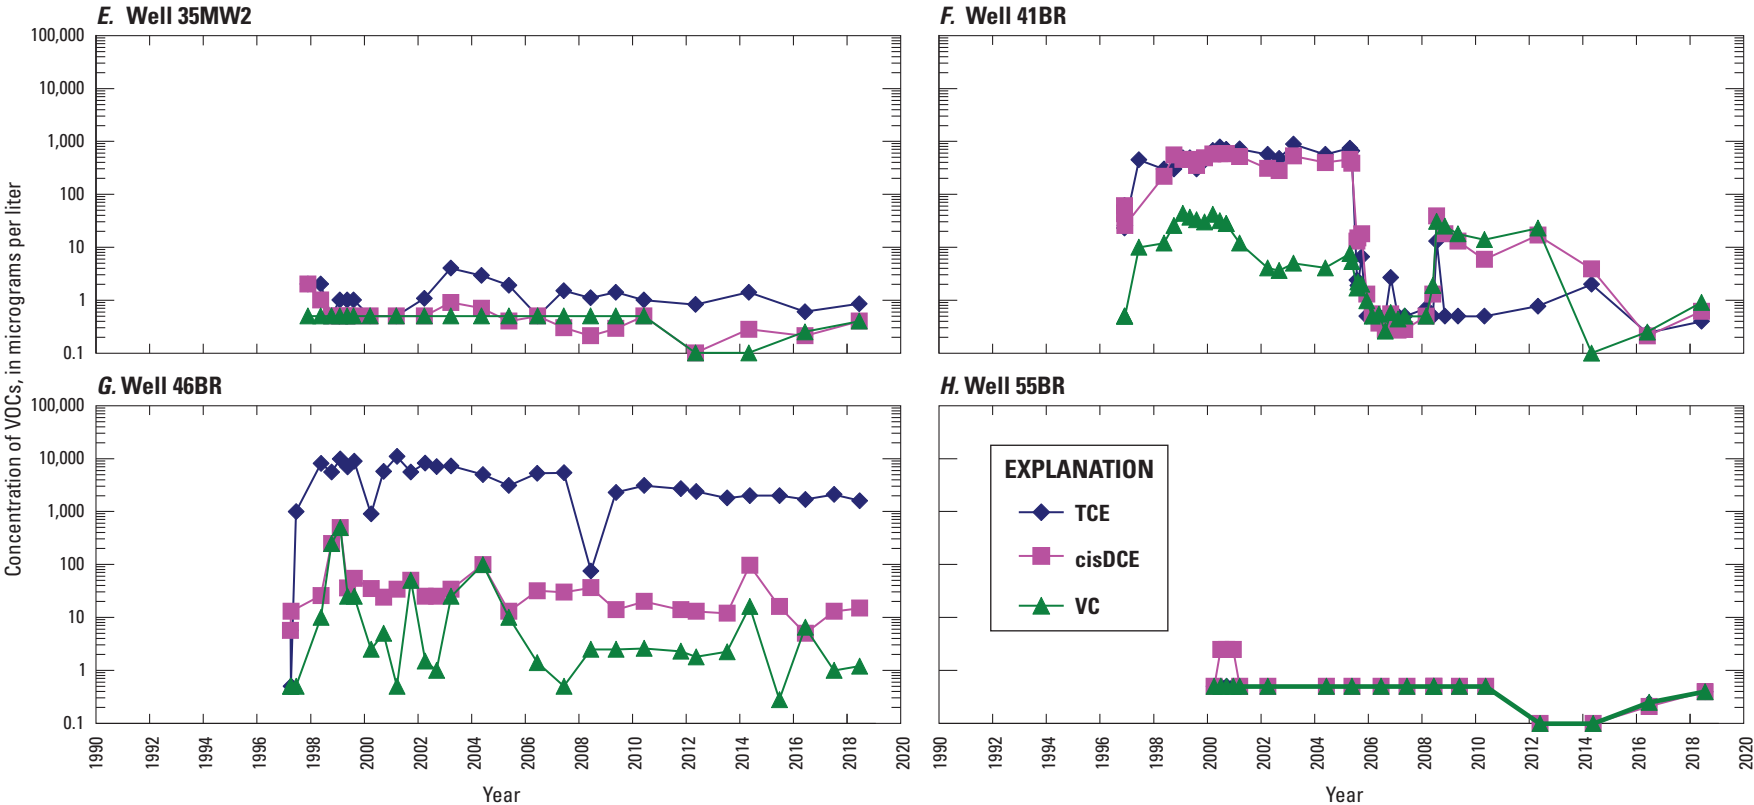 E. Well 35MW2
F. Well 41BR
100,000
10,000
1,000
100
10
1
0.1
G. Well 46BR
H. Well 55BR
100,000
10,000
1,000
100
10
1
0.1
Concentration of VOCs, in micrograms per liter
EXPLANATION
TCE
cisDCE
VC
1990 1992 1994 1996 1998 2000 2002 2004 2006 2008 2010 2012 2014 2016 2018 2020
1990 1992 1994 1996 1998 2000 2002 2004 2006 2008 2010 2012 2014 2016 2018 2020
Year
Year